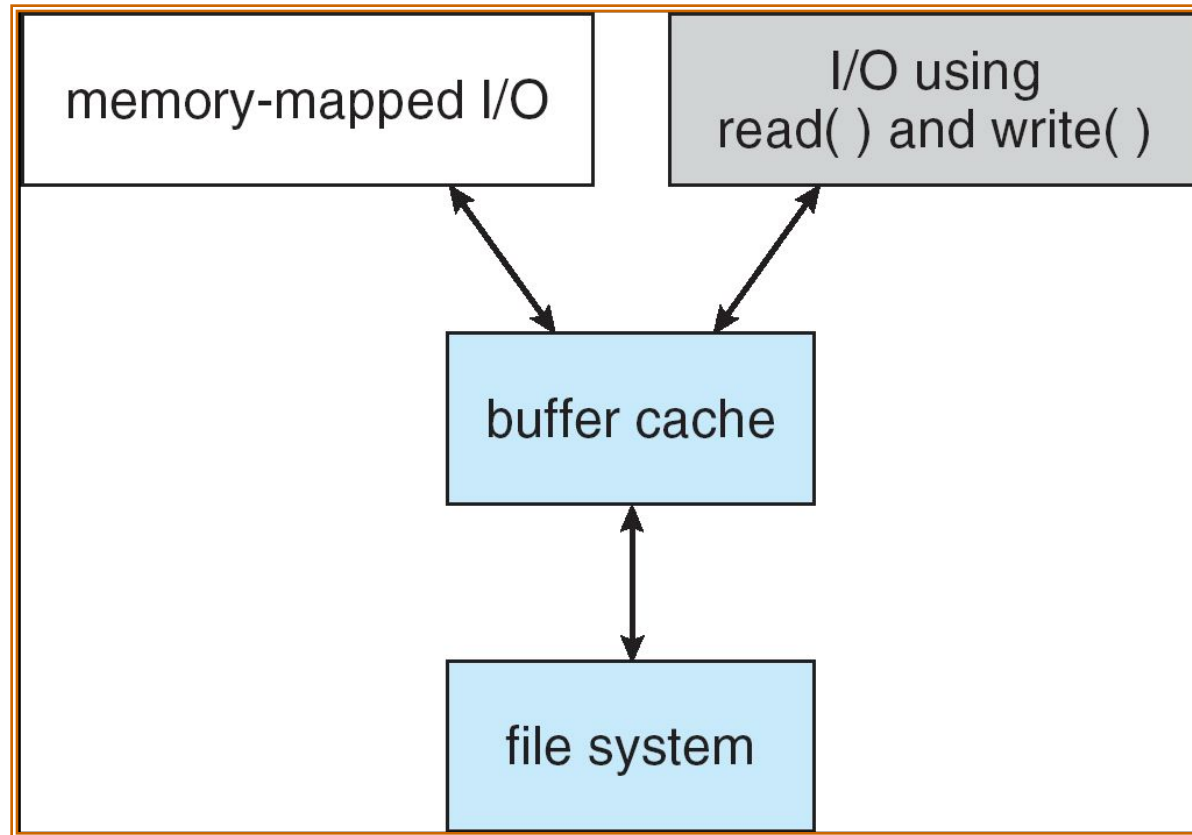 memory-mapped I/O
I/O using
read( ) and write( )
buffer cache
file system